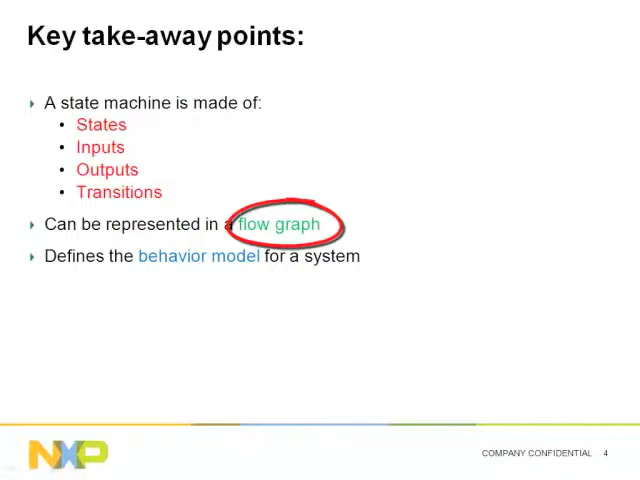 Key take-away points:
A state machine is made of:
• States
• Inputs
• Outputs
• Transitions
Can be represented in a flow graph
Defines the behavior model for a system
NXP
COMPANY CONFIDENTIAL 4